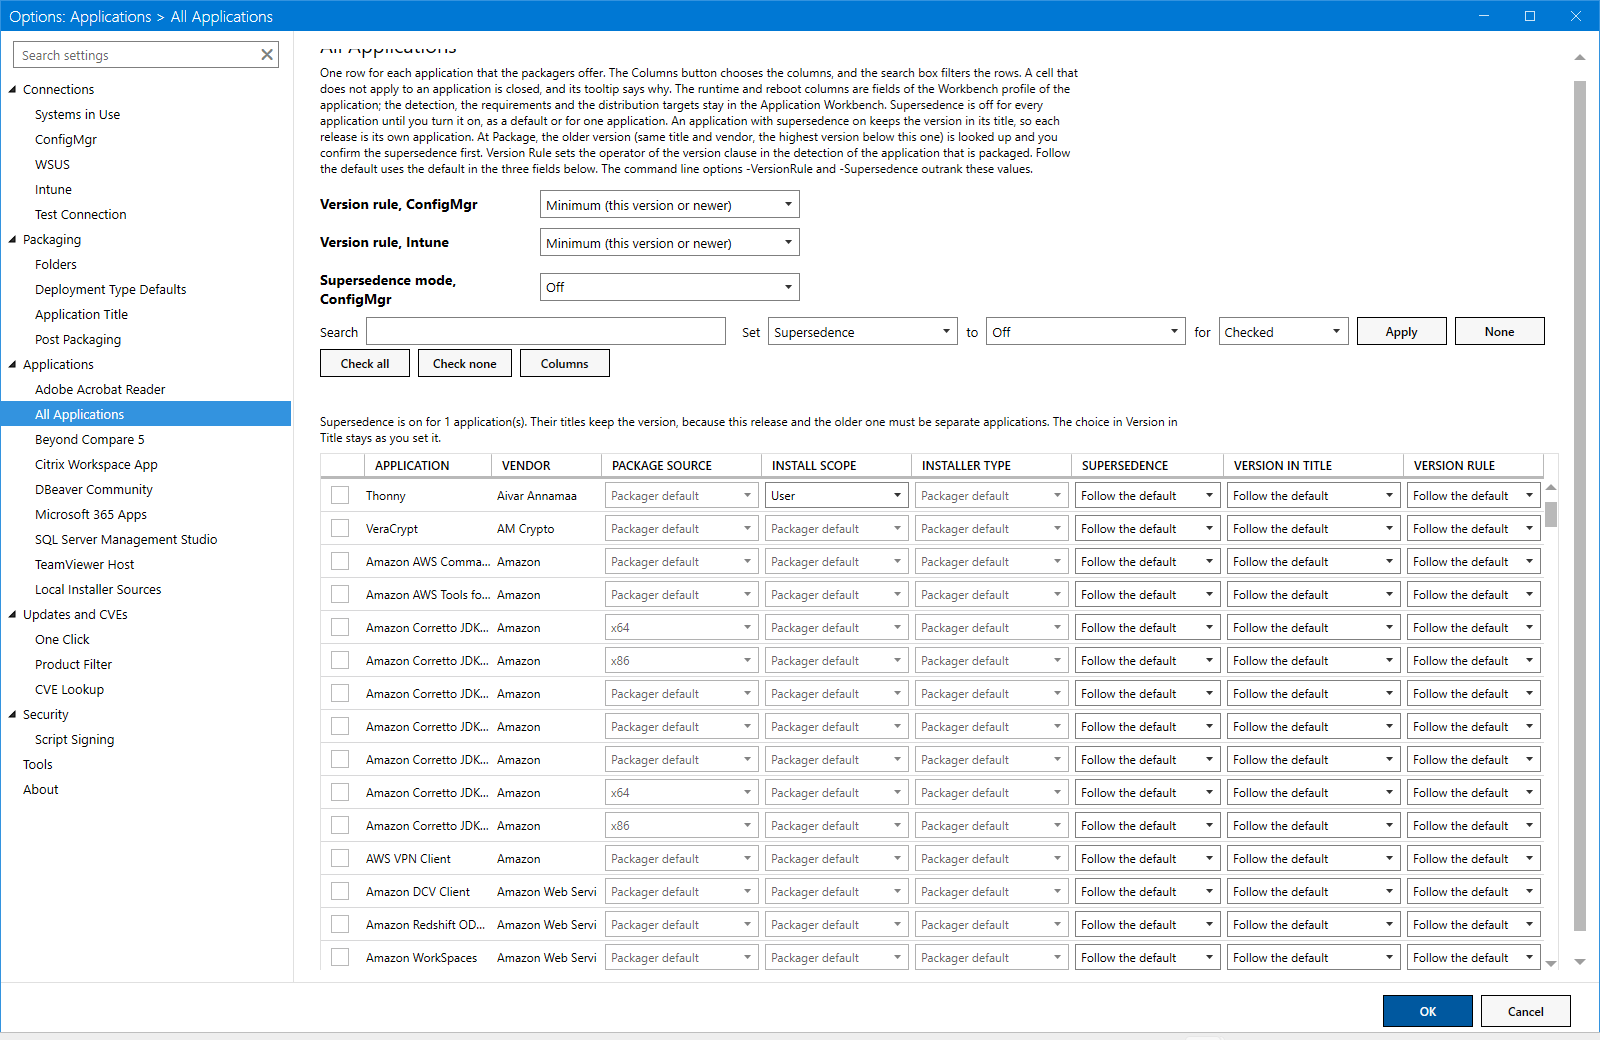 Options: Applications > All Applications
Search settings
Connections
Systems in Use
ConfigMgr
WSUS
Intune
Test Connection
Packaging
Folders
Deployment Type Defaults
Application Title
Post Packaging
Applications
Adobe Acrobat Reader
All Applications
Beyond Compare 5
Citrix Workspace App
DBeaver Community
Microsoft 365 Apps
SQL Server Management Studio
TeamViewer Host
Local Installer Sources
Updates and CVEs
One Click
Product Filter
CVE Lookup
Security
Script Signing
Tools
About
All Applications
One row for each application that the packagers offer. The Columns button chooses the columns, and the search box filters the rows. A cell that
does not apply to an application is closed, and its tooltip says why. The runtime and reboot columns are fields of the Workbench profile of the
application; the detection, the requirements and the distribution targets stay in the Application Workbench. Supersedence is off for every
application until you turn it on, as a default or for one application. An application with supersedence on keeps the version in its title, so each
release is its own application. At Package, the older version (same title and vendor, the highest version below this one) is looked up and you
confirm the supersedence first. Version Rule sets the operator of the version clause in the detection of the application that is packaged. Follow
the default uses the default in the three fields below. The command line options -VersionRule and -Supersedence outrank these values.
Version rule, ConfigMgr Minimum (this version or newer)
Version rule, Intune Minimum (this version or newer)
Supersedence mode,
ConfigMgr Off
Search Set Supersedence to Off for Checked Apply None
Check all Check none Columns
Supersedence is on for 1 application(s). Their titles keep the version, because this release and the older one must be separate applications. The choice in Version in
Title stays as you set it.
APPLICATION VENDOR PACKAGE SOURCE INSTALL SCOPE INSTALLER TYPE SUPERSEDENCE VERSION IN TITLE VERSION RULE
Thonny Aivar Annamaa Packager default User Packager default Follow the default Follow the default Follow the default
VeraCrypt AM Crypto Packager default Packager default Packager default Follow the default Follow the default Follow the default
Amazon AWS Comma... Amazon Packager default Packager default Packager default Follow the default Follow the default Follow the default
Amazon AWS Tools fo... Amazon Packager default Packager default Packager default Follow the default Follow the default Follow the default
Amazon Corretto JDK... Amazon x64 Packager default Packager default Follow the default Follow the default Follow the default
Amazon Corretto JDK... Amazon x86 Packager default Packager default Follow the default Follow the default Follow the default
Amazon Corretto JDK... Amazon Packager default Packager default Packager default Follow the default Follow the default Follow the default
Amazon Corretto JDK... Amazon Packager default Packager default Packager default Follow the default Follow the default Follow the default
Amazon Corretto JDK... Amazon Packager default Packager default Packager default Follow the default Follow the default Follow the default
Amazon Corretto JDK... Amazon x64 Packager default Packager default Follow the default Follow the default Follow the default
Amazon Corretto JDK... Amazon x86 Packager default Packager default Follow the default Follow the default Follow the default
AWS VPN Client Amazon Packager default Packager default Packager default Follow the default Follow the default Follow the default
Amazon DCV Client Amazon Web Servi Packager default Packager default Packager default Follow the default Follow the default Follow the default
Amazon Redshift OD... Amazon Web Servi Packager default Packager default Packager default Follow the default Follow the default Follow the default
Amazon WorkSpaces Amazon Web Servi Packager default Packager default Packager default Follow the default Follow the default Follow the default
OK Cancel